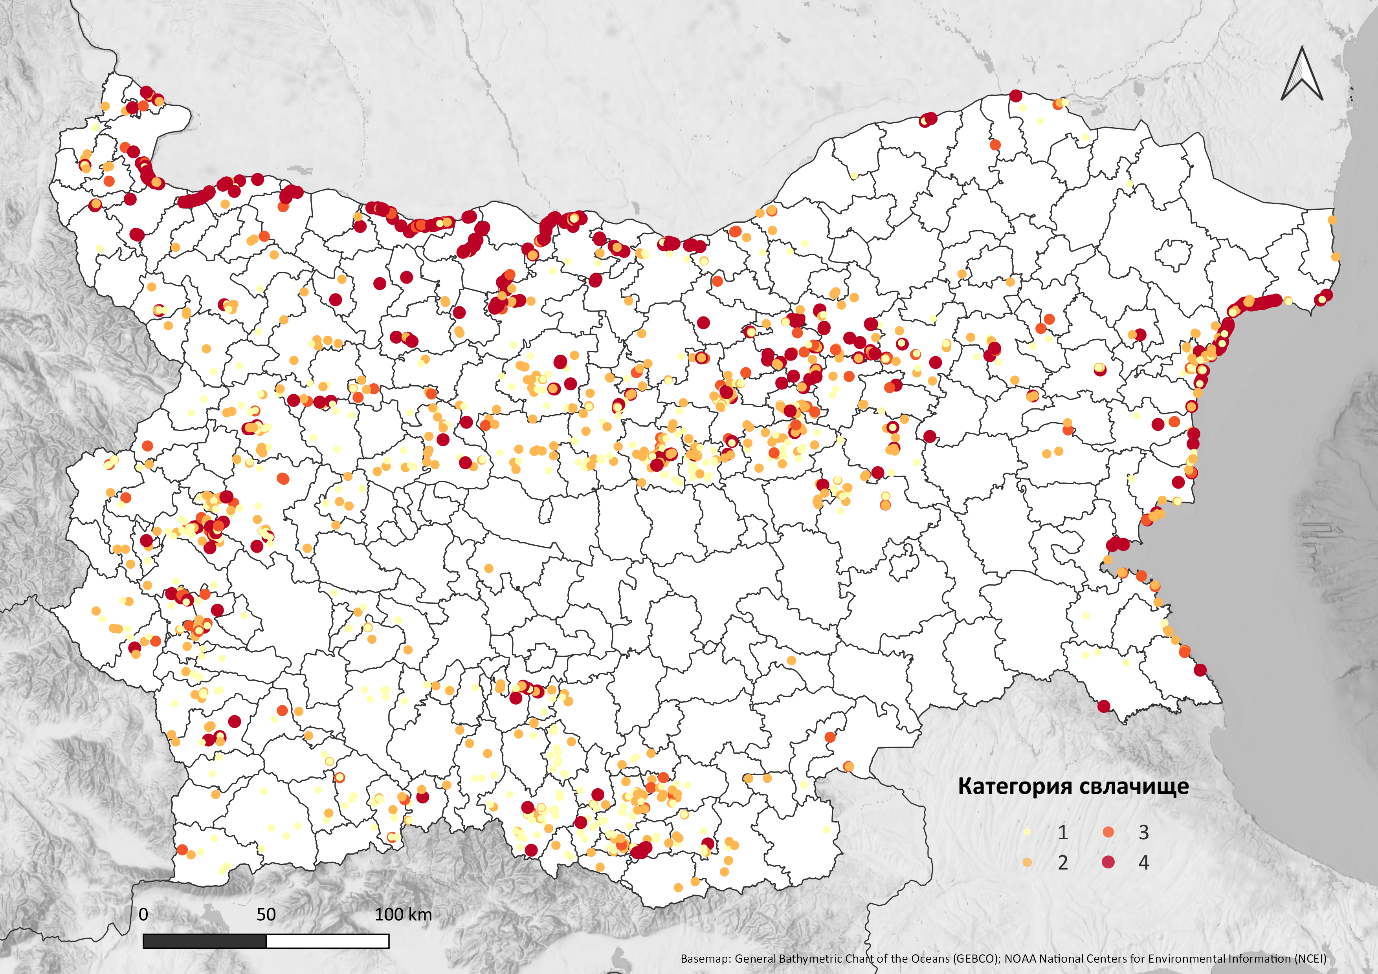 Категория свлачище
1 3
2 4
0 50 100 km
Basemap: General Bathymetric Chart of the Oceans (GEBCO); NOAA National Centers for Environmental Information (NCEI)